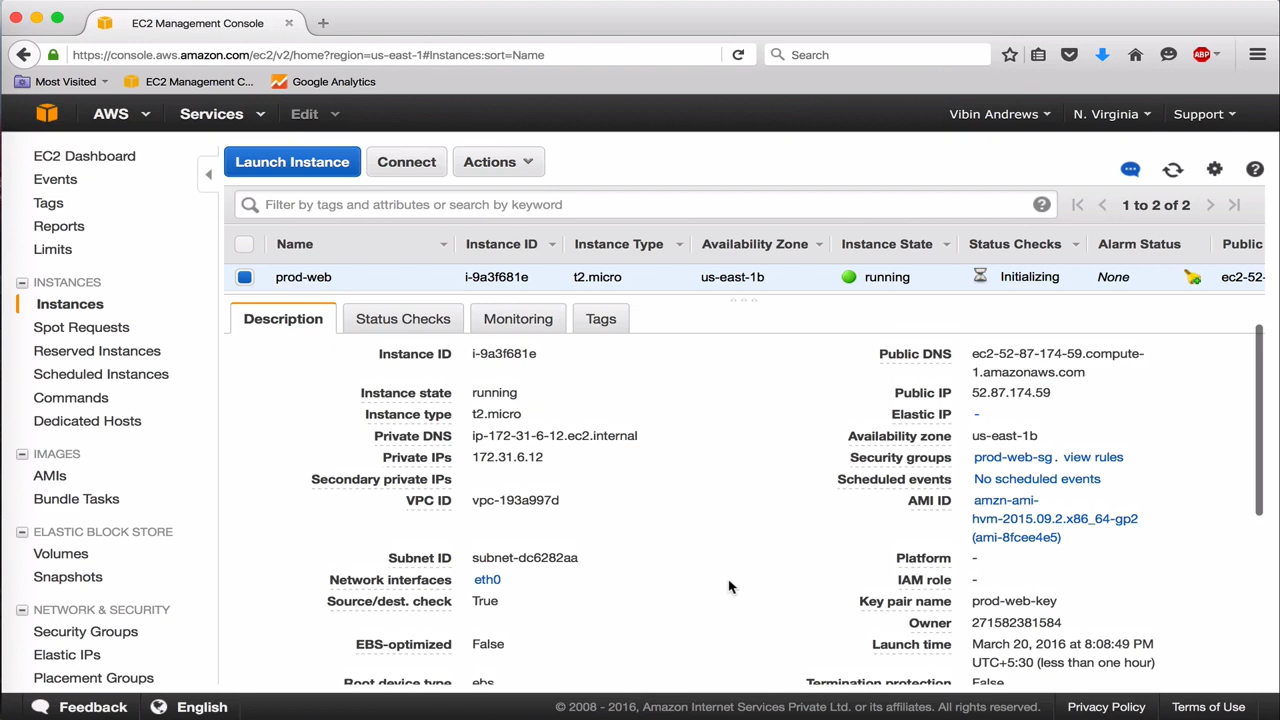 EC2 Management Console
https://console.aws.amazon.com/ec2/v2/home?region=us-east-1#Instances:sort=Name
Search
ABP
Most Visited
EC2 Management C...
Google Analytics
AWS
Services
Edit
Vibin Andrews
N. Virginia
Support
EC2 Dashboard
Events
Tags
Reports
Limits
INSTANCES
Instances
Spot Requests
Reserved Instances
Scheduled Instances
Commands
Dedicated Hosts
IMAGES
AMIs
Bundle Tasks
ELASTIC BLOCK STORE
Volumes
Snapshots
NETWORK & SECURITY
Security Groups
Elastic IPs
Placement Groups
Launch Instance
Connect
Actions
Filter by tags and attributes or search by keyword
1 to 2 of 2
Name Instance ID Instance Type Availability Zone Instance State Status Checks Alarm Status Public
prod-web i-9a3f681e t2.micro us-east-1b running Initializing None ec2-52-
Description
Status Checks
Monitoring
Tags
Instance ID i-9a3f681e
Instance state running
Instance type t2.micro
Private DNS ip-172-31-6-12.ec2.internal
Private IPs 172.31.6.12
Secondary private IPs
VPC ID vpc-193a997d
Subnet ID subnet-dc6282aa
Network interfaces eth0
Source/dest. check True
EBS-optimized False
Root device type ebs
Public DNS ec2-52-87-174-59.compute-
1.amazonaws.com
Public IP 52.87.174.59
Elastic IP -
Availability zone us-east-1b
Security groups prod-web-sg. view rules
Scheduled events No scheduled events
AMI ID amzn-ami-
hvm-2015.09.2.x86_64-gp2
(ami-8fcee4e5)
Platform -
IAM role -
Key pair name prod-web-key
Owner 271582381584
Launch time March 20, 2016 at 8:08:49 PM
UTC+5:30 (less than one hour)
Termination protection False
Feedback
English
© 2008 - 2016, Amazon Internet Services Private Ltd. or its affiliates. All rights reserved.
Privacy Policy
Terms of Use